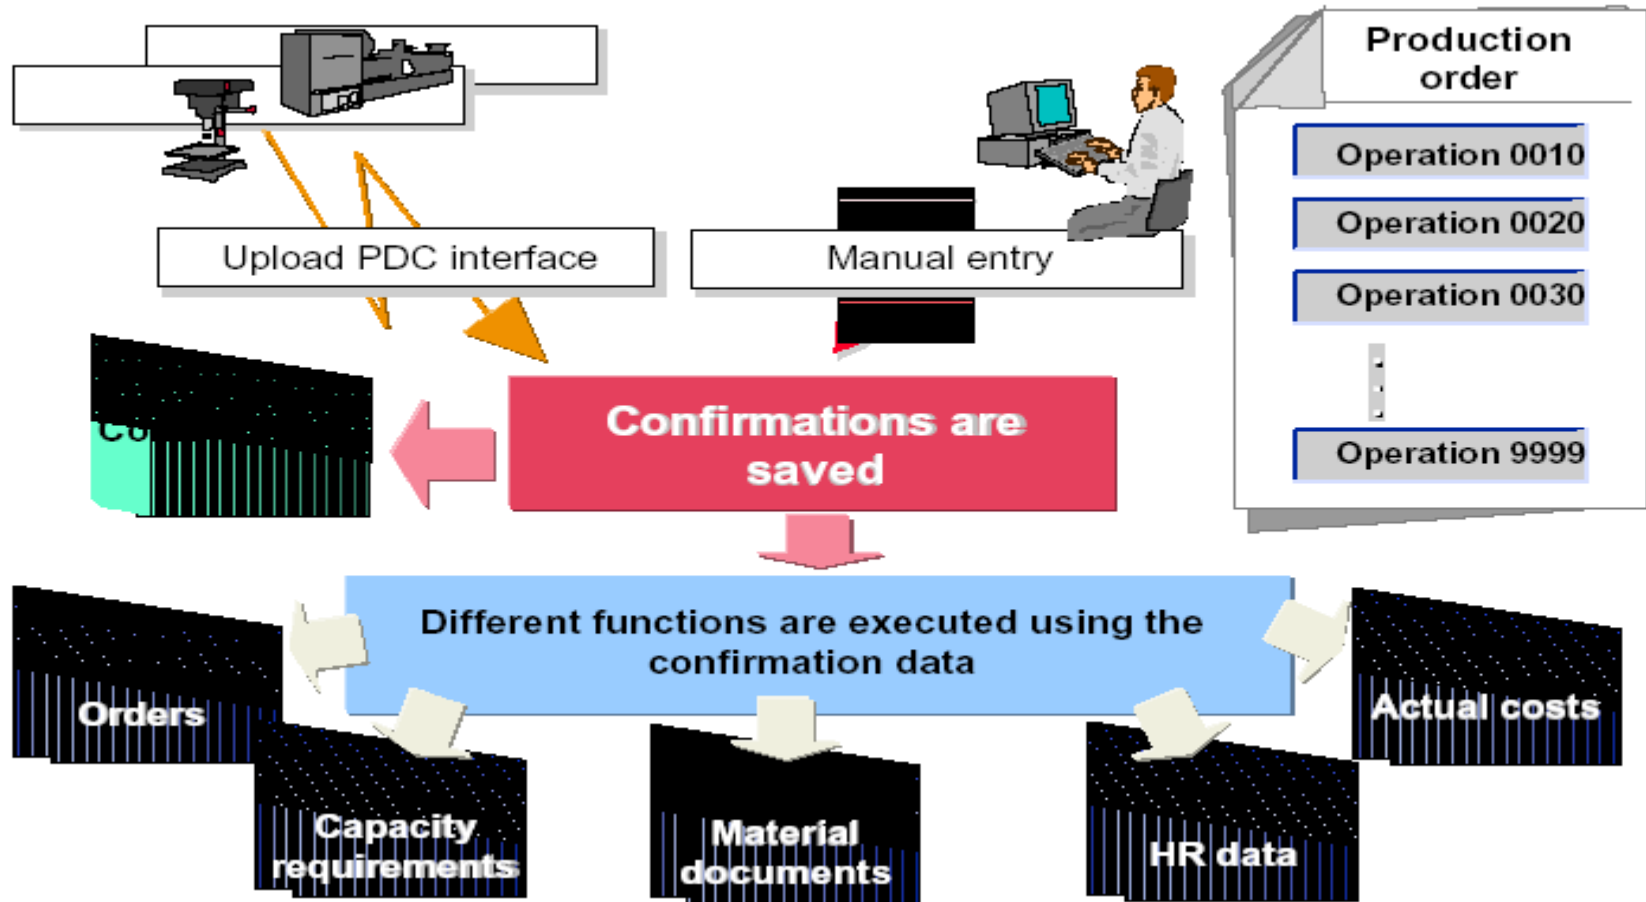 Production
order
Operation 0010
Operation 0020
Operation 0030
Operation 9999
Upload PDC interface
Manual entry
Confirmations are
saved
Different functions are executed using the
confirmation data
Orders
Capacity
requirements
Material
documents
HR data
Actual costs